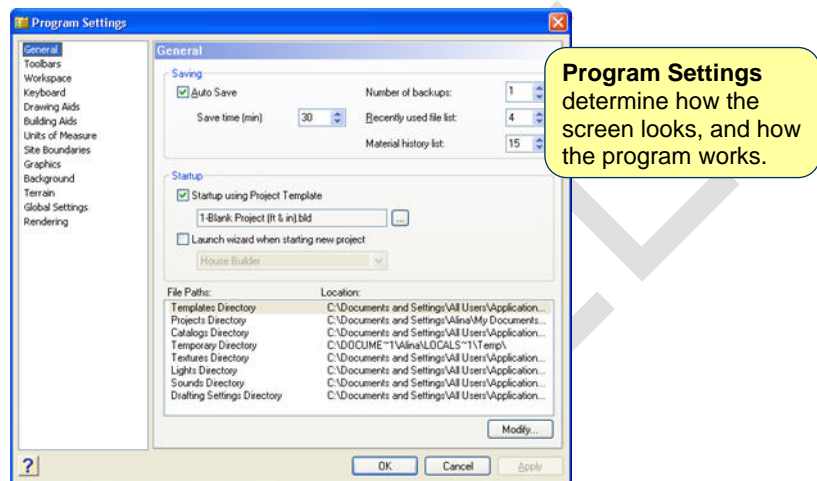 Program Settings
General
Toolbars
Workspace
Keyboard
Drawing Aids
Building Aids
Units of Measure
Site Boundaries
Graphics
Background
Terrain
Global Settings
Rendering
General
Saving
Auto Save
Number of backups: 1
Save time (min) 30
Recently used file list: 4
Material history list: 15
Startup
Startup using Project Template
1-Blank Project (ft & in).bld
...
Launch wizard when starting new project
House Builder
File Paths: Location:
Templates Directory C:\Documents and Settings\All Users\Application...
Projects Directory C:\Documents and Settings\Alina\My Documents...
Catalogs Directory C:\Documents and Settings\All Users\Application...
Temporary Directory C:\DOCUME~1\Alina\LOCALS~1\Temp\
Textures Directory C:\Documents and Settings\All Users\Application...
Lights Directory C:\Documents and Settings\All Users\Application...
Sounds Directory C:\Documents and Settings\All Users\Application...
Drafting Settings Directory C:\Documents and Settings\All Users\Application...
Modify...
?
OK Cancel Apply
Program Settings
determine how the
screen looks, and how
the program works.